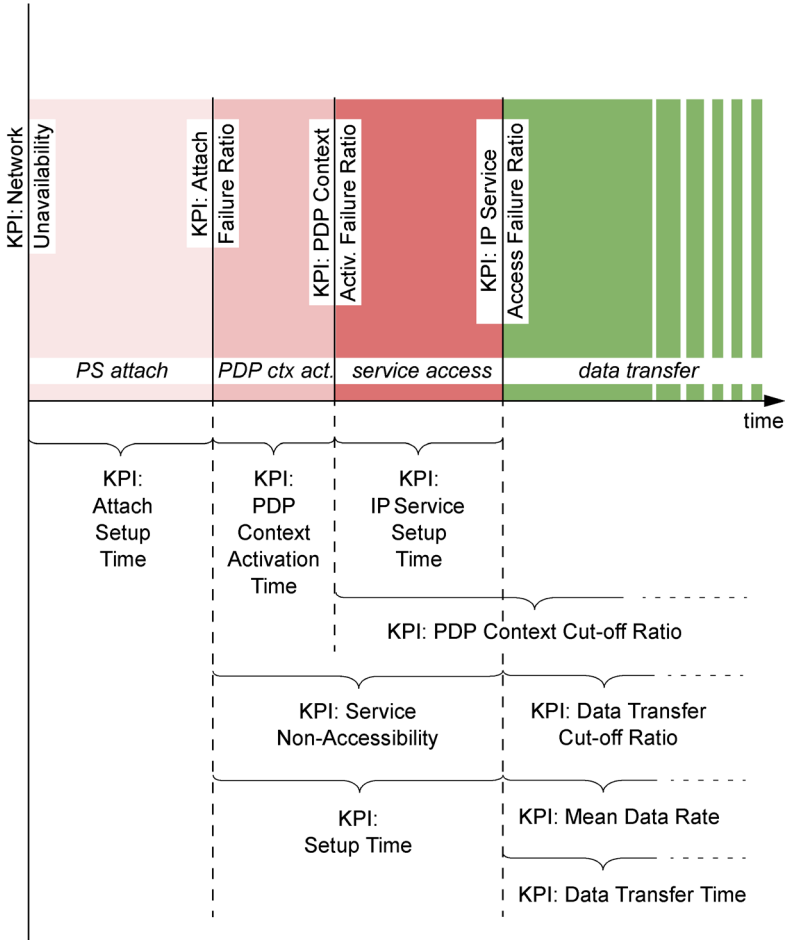 KPI: Network
Unavailability
KPI: Attach
Failure Ratio
KPI: PDP Context
Activ. Failure Ratio
KPI: IP Service
Access Failure Ratio
PS attach
PDP ctx act.
service access
data transfer
time
KPI:
Attach
Setup
Time
KPI:
PDP
Context
Activation
Time
KPI:
IP Service
Setup
Time
KPI: PDP Context Cut-off Ratio
KPI: Service
Non-Accessibility
KPI: Data Transfer
Cut-off Ratio
KPI:
Setup Time
KPI: Mean Data Rate
KPI: Data Transfer Time